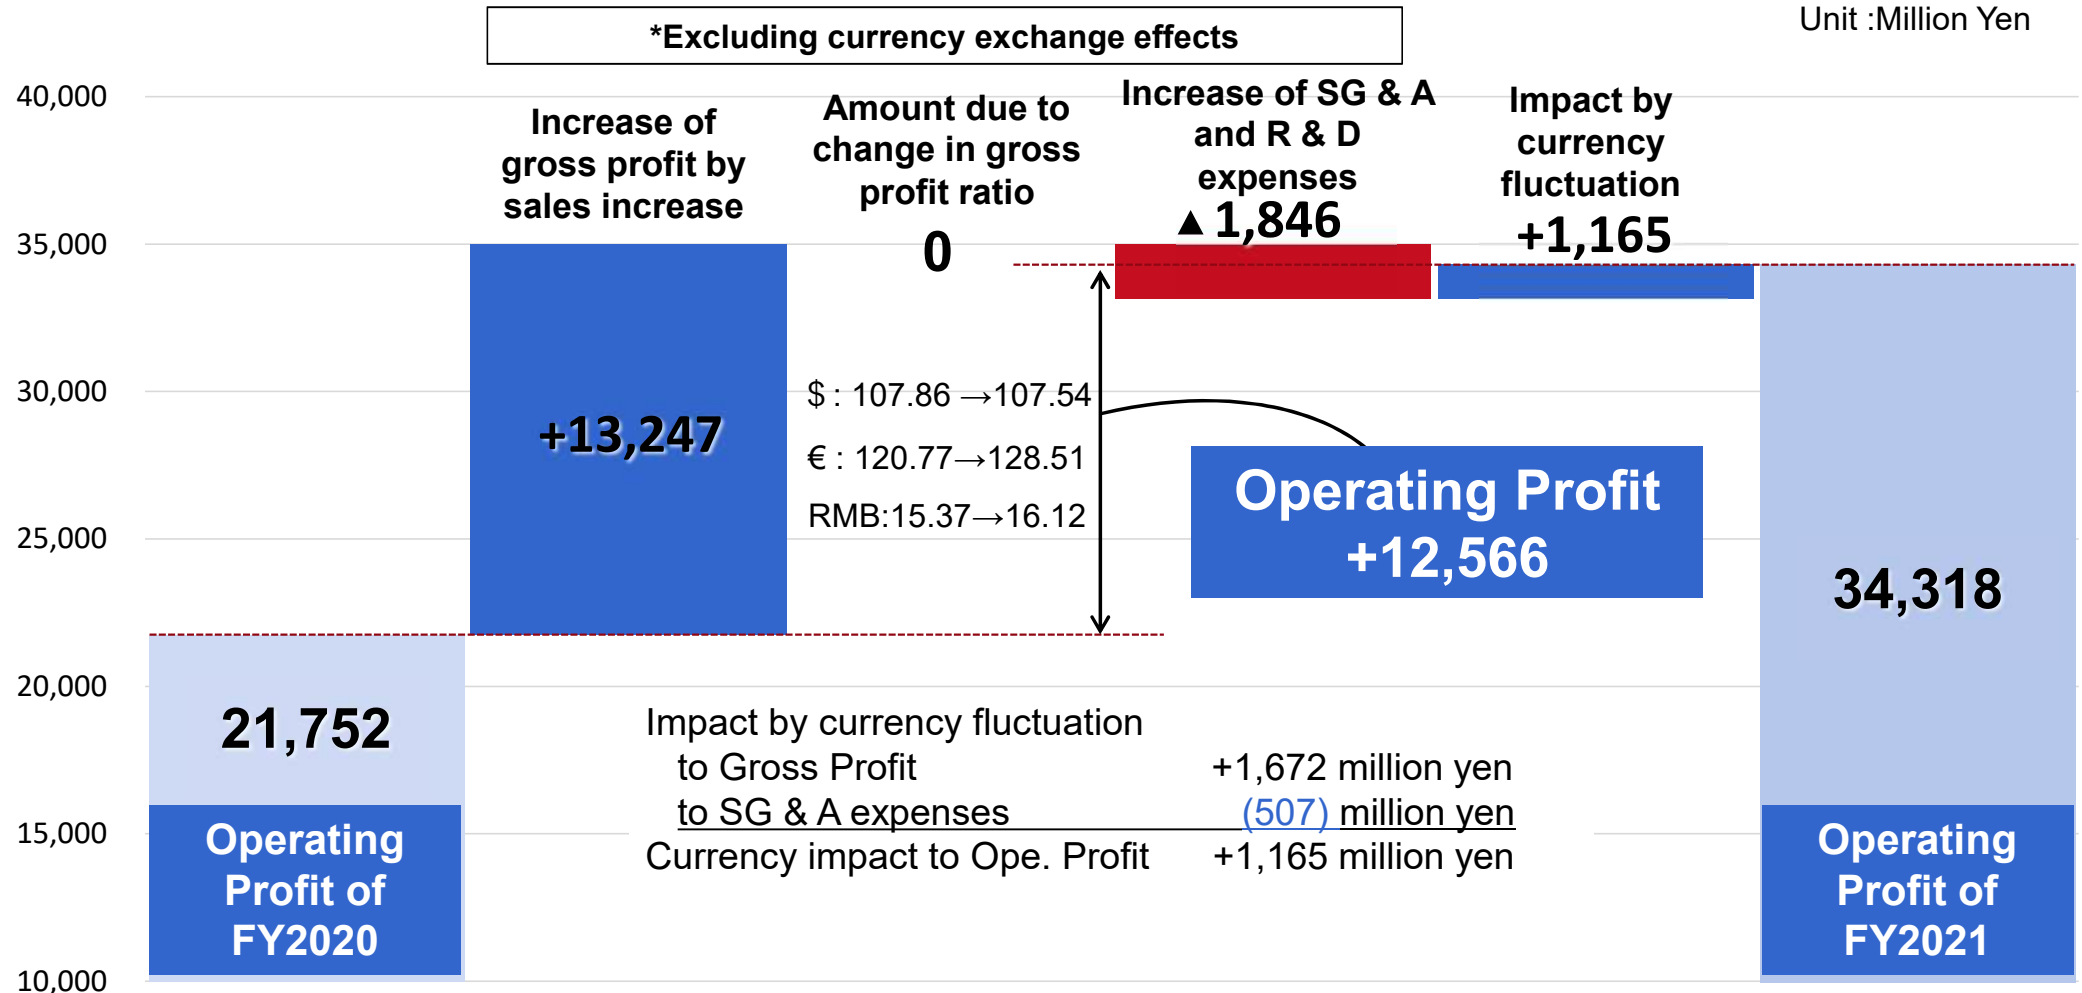 *Excluding currency exchange effects
Unit :Million Yen
40,000
35,000
30,000
25,000
20,000
15,000
10,000
Increase of
gross profit by
sales increase
+13,247
Amount due to
change in gross
profit ratio
0
Increase of SG & A
and R & D
expenses
▲1,846
Impact by
currency
fluctuation
+1,165
$ : 107.86 →107.54
€ : 120.77→128.51
RMB:15.37→16.12
Operating Profit
+12,566
21,752
Operating
Profit of
FY2020
34,318
Operating
Profit of
FY2021
Impact by currency fluctuation
to Gross Profit +1,672 million yen
to SG & A expenses (507) million yen
Currency impact to Ope. Profit +1,165 million yen